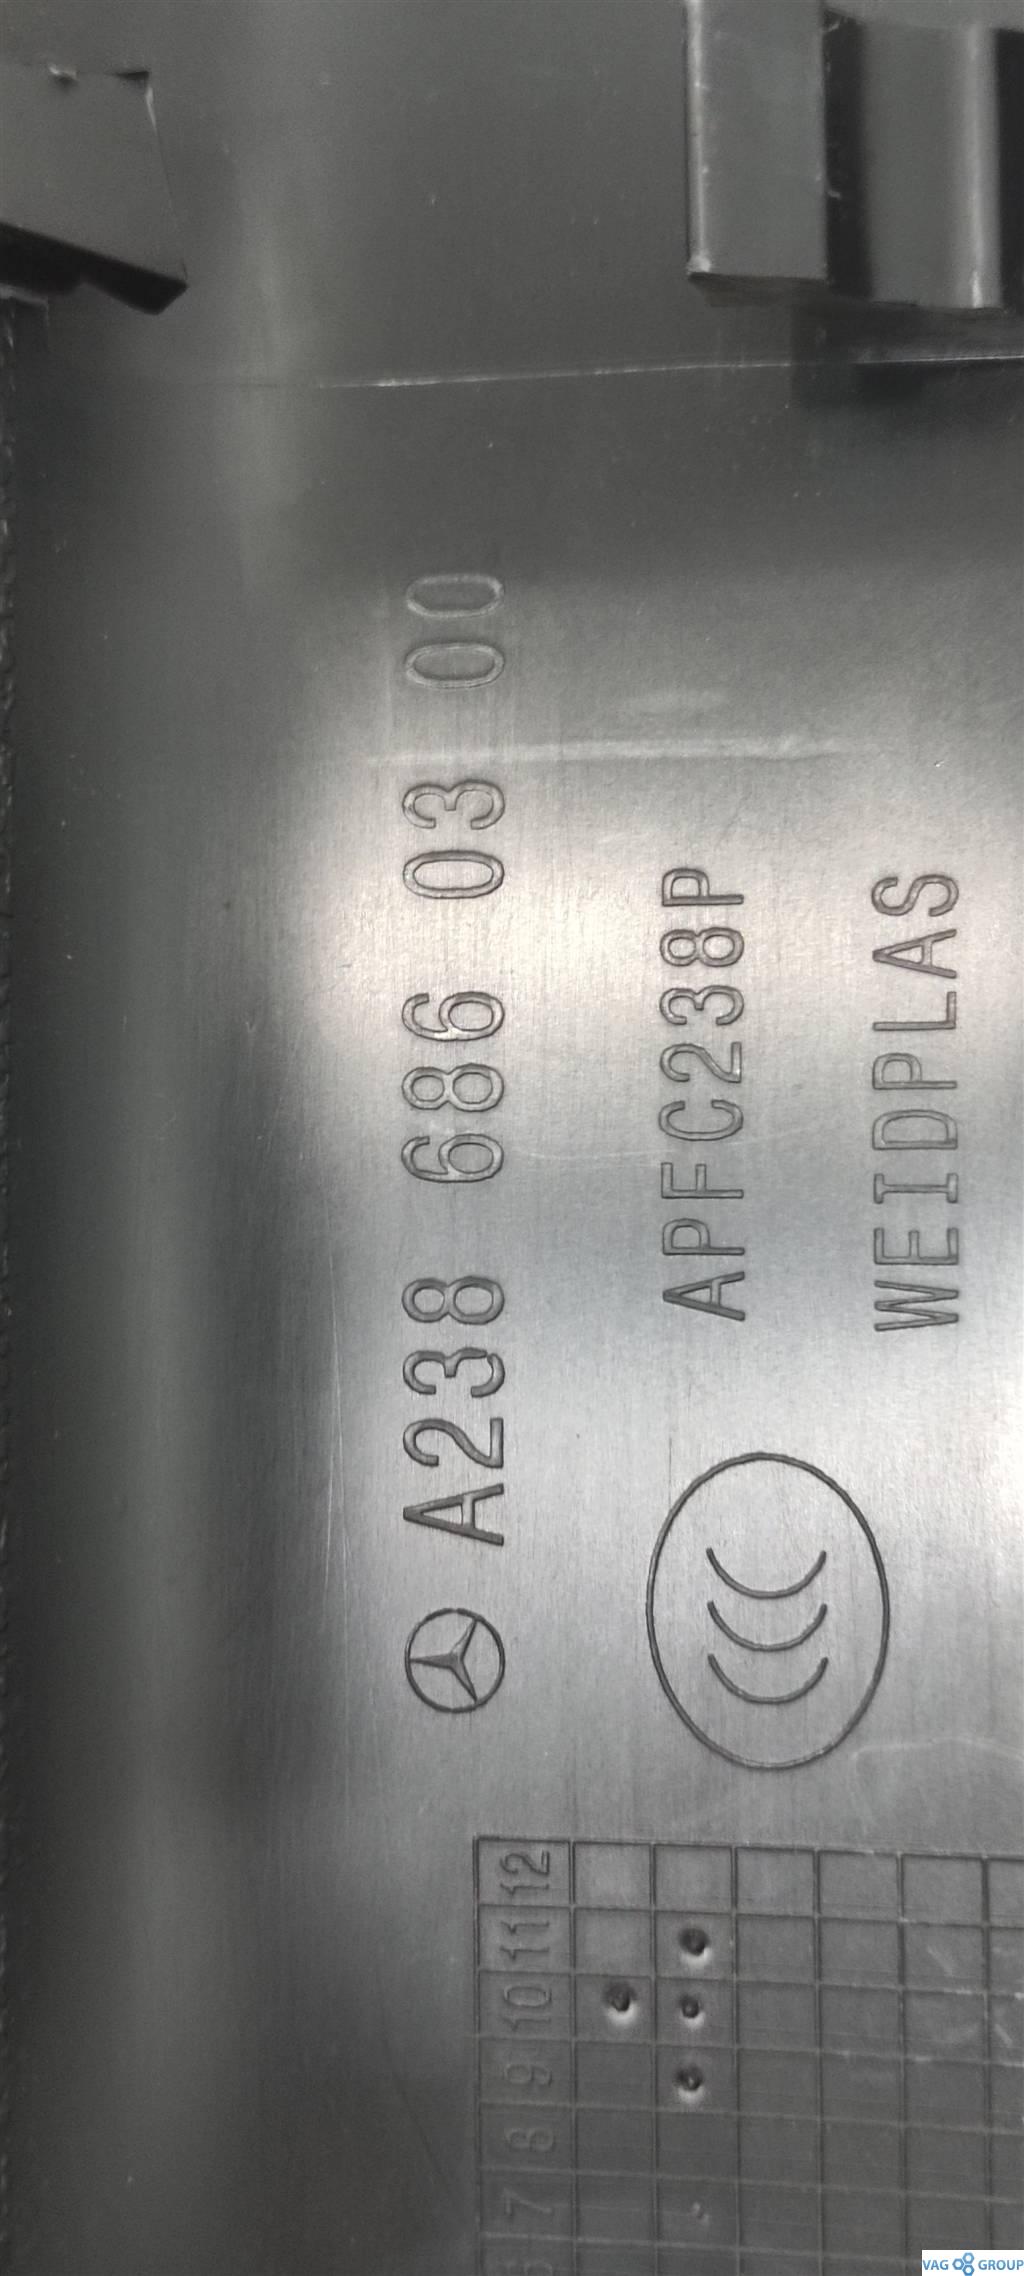 A238 686 03 00
APFC238P
WEIDPLAS
7 8 9 10 11 12
VAG GROUP